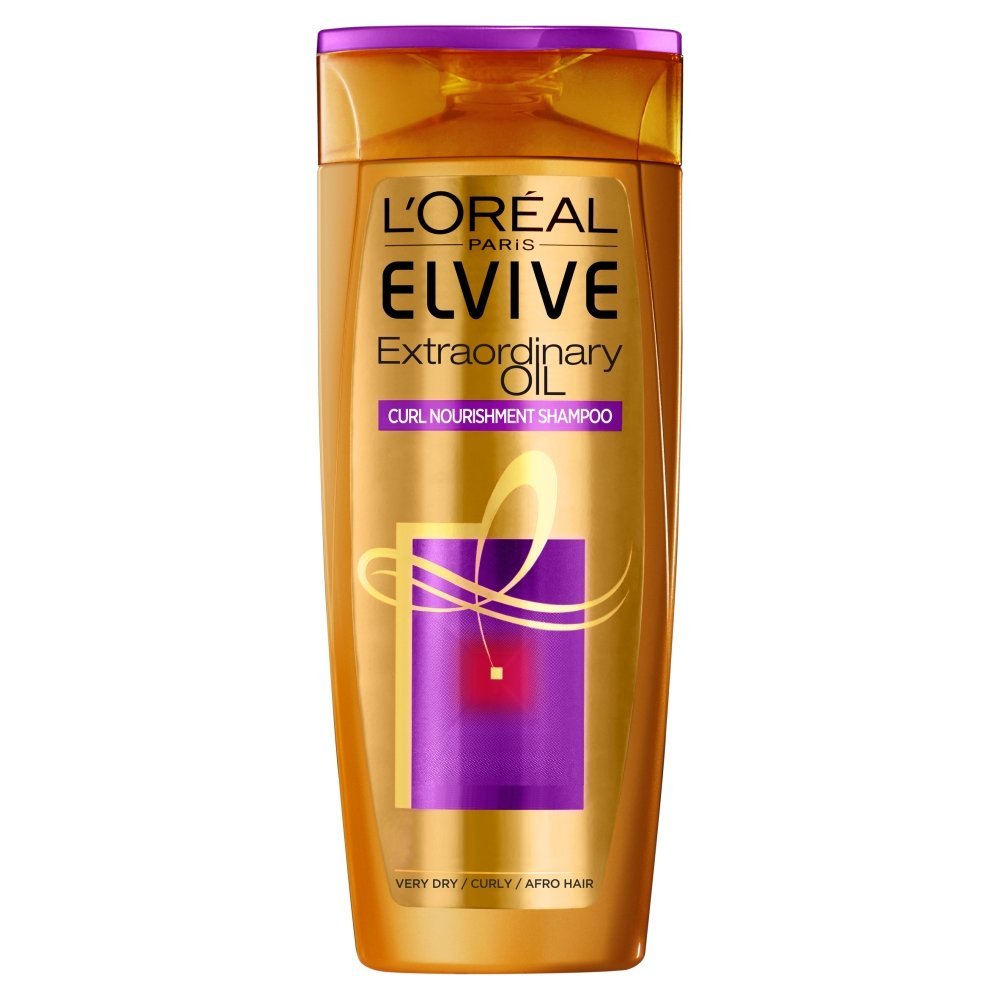 L'ORÉAL
PARIS
ELVIVE
Extraordinary
OIL
CURL NOURISHMENT SHAMPOO
VERY DRY / CURLY / AFRO HAIR